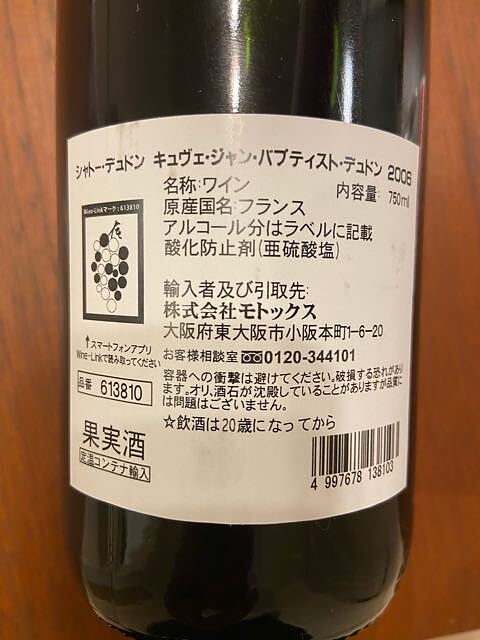 シャトー・デュドン キュヴェ・ジャン・バプティスト・デュドン 2006
名称:ワイン 内容量: 750ml
原産国名:フランス
アルコール分はラベルに記載
酸化防止剤(亜硫酸塩)
Wine-Linkマーク:613810
輸入者及び引取先:
株式会社モトックス
大阪府東大阪市小阪本町1-6-20
↑スマートフォンアプリ
Wine-Linkで読み取ってください
お客様相談室 0120-344101
容器への衝撃は避けてください。破損する恐れがあり
ます。オリ、酒石が沈殿していることがありますが品質に
は問題はございません。
品番 613810
☆飲酒は20歳になってから
果実酒
定温コンテナ輸入
4 997678 138103